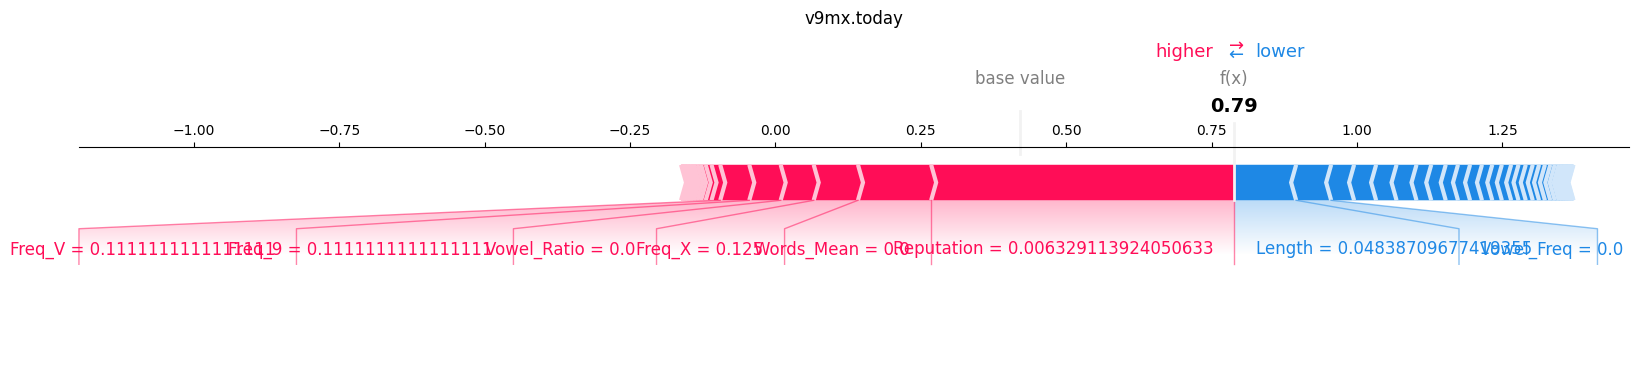 v9mx.today
higher → ← lower
base value f(x)
0.79
−1.00 −0.75 −0.50 −0.25 0.00 0.25 0.50 0.75 1.00 1.25
Freq_V = 0.1111111111111111 Freq_9 = 0.1111111111111111 Vowel_Ratio = 0.0 Freq_X = 0.125 Words_Mean = 0.0 Reputation = 0.006329113924050633 Length = 0.04838709677419355 Vowel_Freq = 0.0